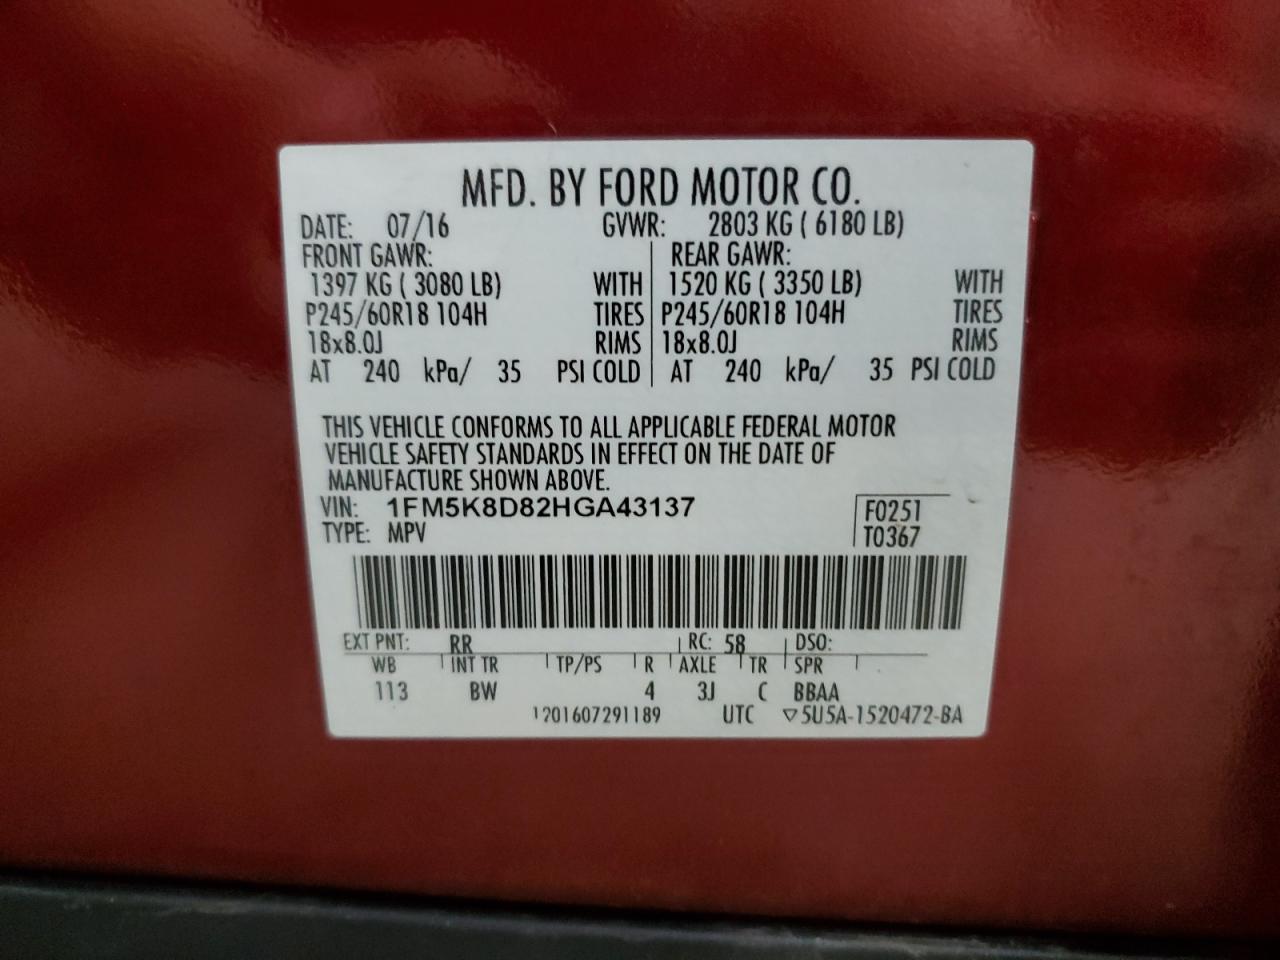 MFD. BY FORD MOTOR CO.
DATE: 07/16 GVWR: 2803 KG ( 6180 LB)
FRONT GAWR: REAR GAWR:
1397 KG ( 3080 LB) WITH 1520 KG ( 3350 LB) WITH
P245/60R18 104H TIRES P245/60R18 104H TIRES
18x8.0J RIMS 18x8.0J RIMS
AT 240 kPa/ 35 PSI COLD AT 240 kPa/ 35 PSI COLD
THIS VEHICLE CONFORMS TO ALL APPLICABLE FEDERAL MOTOR
VEHICLE SAFETY STANDARDS IN EFFECT ON THE DATE OF
MANUFACTURE SHOWN ABOVE.
VIN: 1FM5K8D82HGA43137 F0251
TYPE: MPV T0367
EXT PNT: RR RC: 58 DSO:
WB INT TR TP/PS R AXLE TR SPR
113 BW 4 3J C BBAA
1201607291189 UTC ▽5U5A-1520472-BA